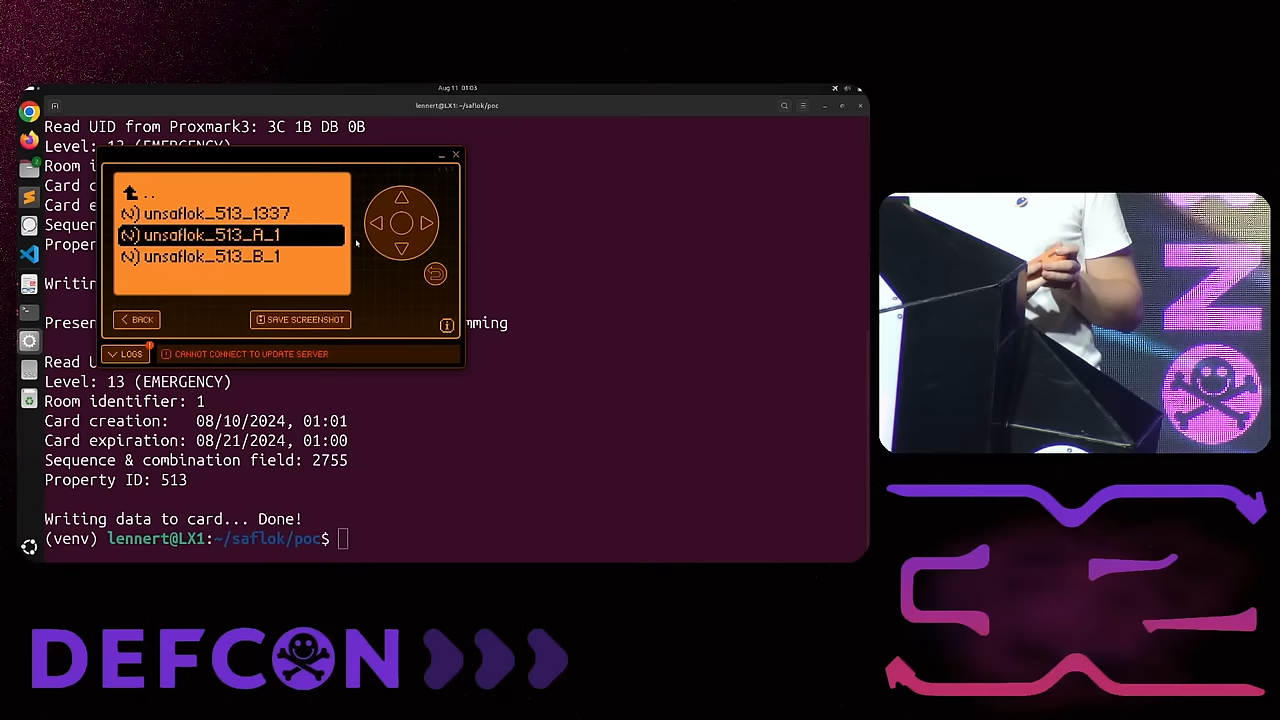 Aug 11 01:03
lennert@LX1: ~/saflok/poc
Read UID from Proxmark3: 3C 1B DB 0B
Level: 13 (EMERGENCY)
Room i
Card c
Card e
Sequen
Proper
Writin
Presen
mming
Read U
..
unsaflok_513_1337
unsaflok_513_A_1
unsaflok_513_B_1
BACK
SAVE SCREENSHOT
LOGS
CANNOT CONNECT TO UPDATE SERVER
Level: 13 (EMERGENCY)
Room identifier: 1
Card creation: 08/10/2024, 01:01
Card expiration: 08/21/2024, 01:00
Sequence & combination field: 2755
Property ID: 513
Writing data to card... Done!
(venv) lennert@LX1:~/saflok/poc$
N
DEFCON